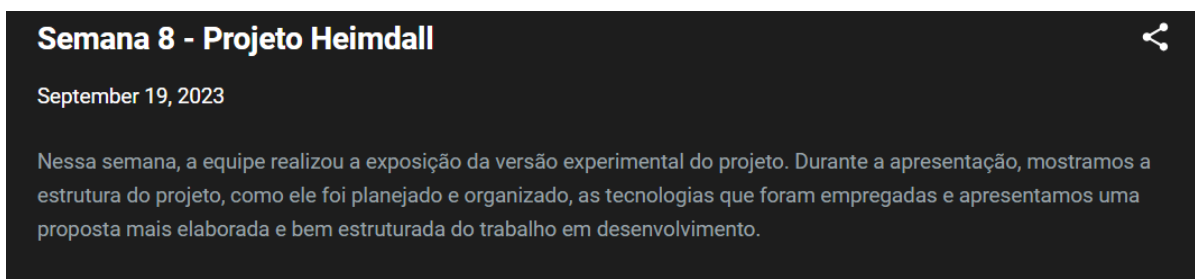 Semana 8 - Projeto Heimdall
September 19, 2023
Nessa semana, a equipe realizou a exposição da versão experimental do projeto. Durante a apresentação, mostramos a
estrutura do projeto, como ele foi planejado e organizado, as tecnologias que foram empregadas e apresentamos uma
proposta mais elaborada e bem estruturada do trabalho em desenvolvimento.